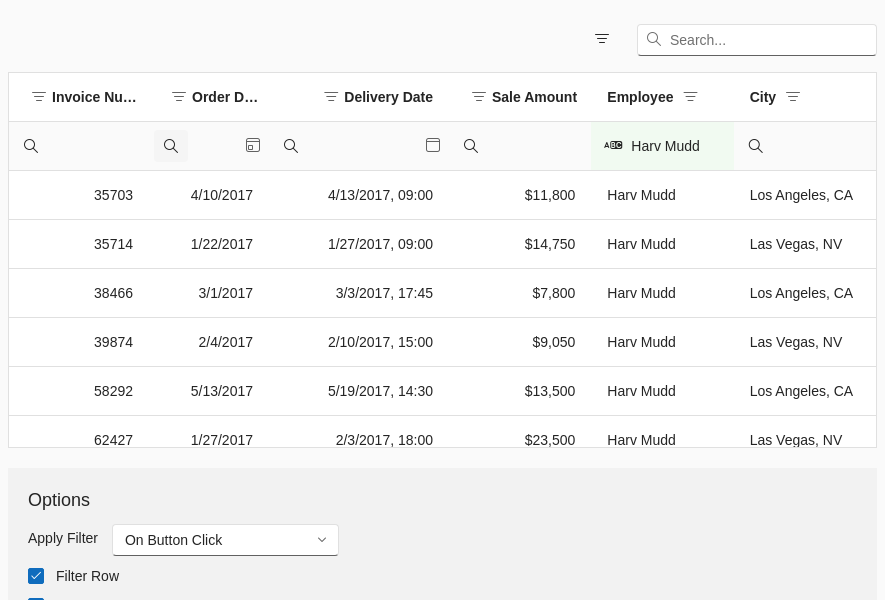 Search...
Invoice Nu... Order D... Delivery Date Sale Amount Employee City
ABC Harv Mudd
35703 4/10/2017 4/13/2017, 09:00 $11,800 Harv Mudd Los Angeles, CA
35714 1/22/2017 1/27/2017, 09:00 $14,750 Harv Mudd Las Vegas, NV
38466 3/1/2017 3/3/2017, 17:45 $7,800 Harv Mudd Los Angeles, CA
39874 2/4/2017 2/10/2017, 15:00 $9,050 Harv Mudd Las Vegas, NV
58292 5/13/2017 5/19/2017, 14:30 $13,500 Harv Mudd Los Angeles, CA
62427 1/27/2017 2/3/2017, 18:00 $23,500 Harv Mudd Las Vegas, NV
Options
Apply Filter On Button Click
Filter Row